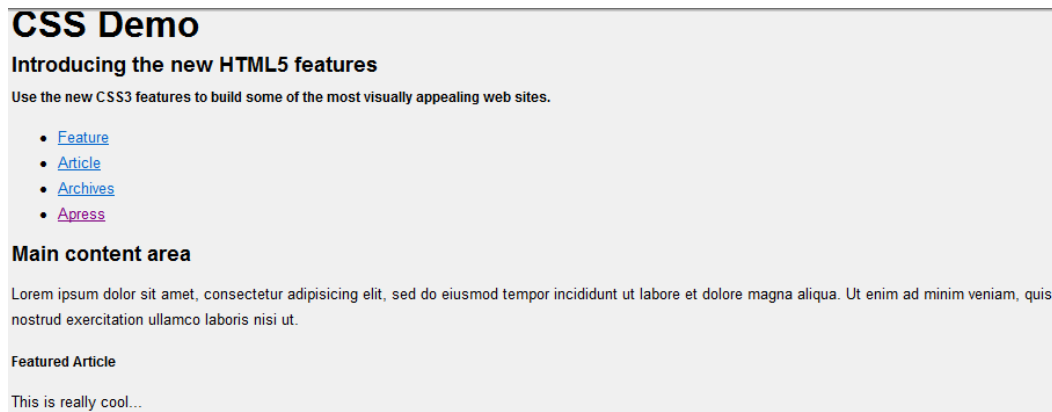 CSS Demo
Introducing the new HTML5 features
Use the new CSS3 features to build some of the most visually appealing web sites.
Feature
Article
Archives
Apress
Main content area
Lorem ipsum dolor sit amet, consectetur adipisicing elit, sed do eiusmod tempor incididunt ut labore et dolore magna aliqua. Ut enim ad minim veniam, quis
nostrud exercitation ullamco laboris nisi ut.
Featured Article
This is really cool...